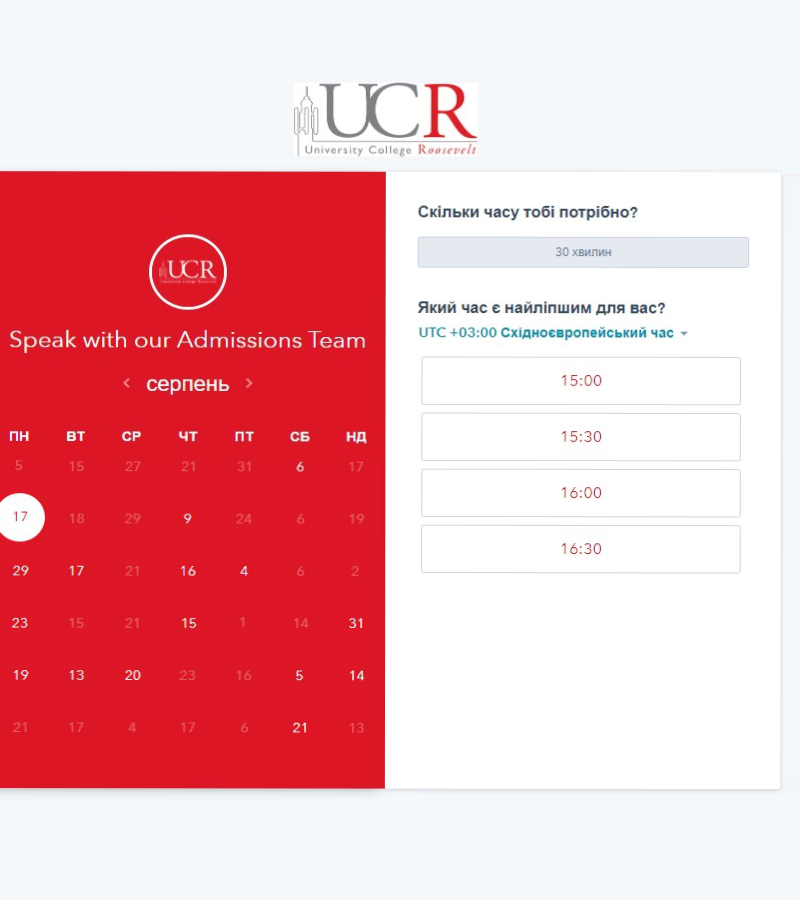 UCR
University College Roosevelt
UCR
University College Roosevelt
Speak with our Admissions Team
серпень
ПН ВТ СР ЧТ ПТ СБ НД
5 15 27 21 31 6 17
17 18 29 9 24 6 19
29 17 21 16 4 6 2
23 15 21 15 1 14 31
19 13 20 23 16 5 14
21 17 4 17 6 21 13
Скільки часу тобі потрібно?
30 хвилин
Який час є найліпшим для вас?
UTC +03:00 Східноєвропейський час
15:00
15:30
16:00
16:30